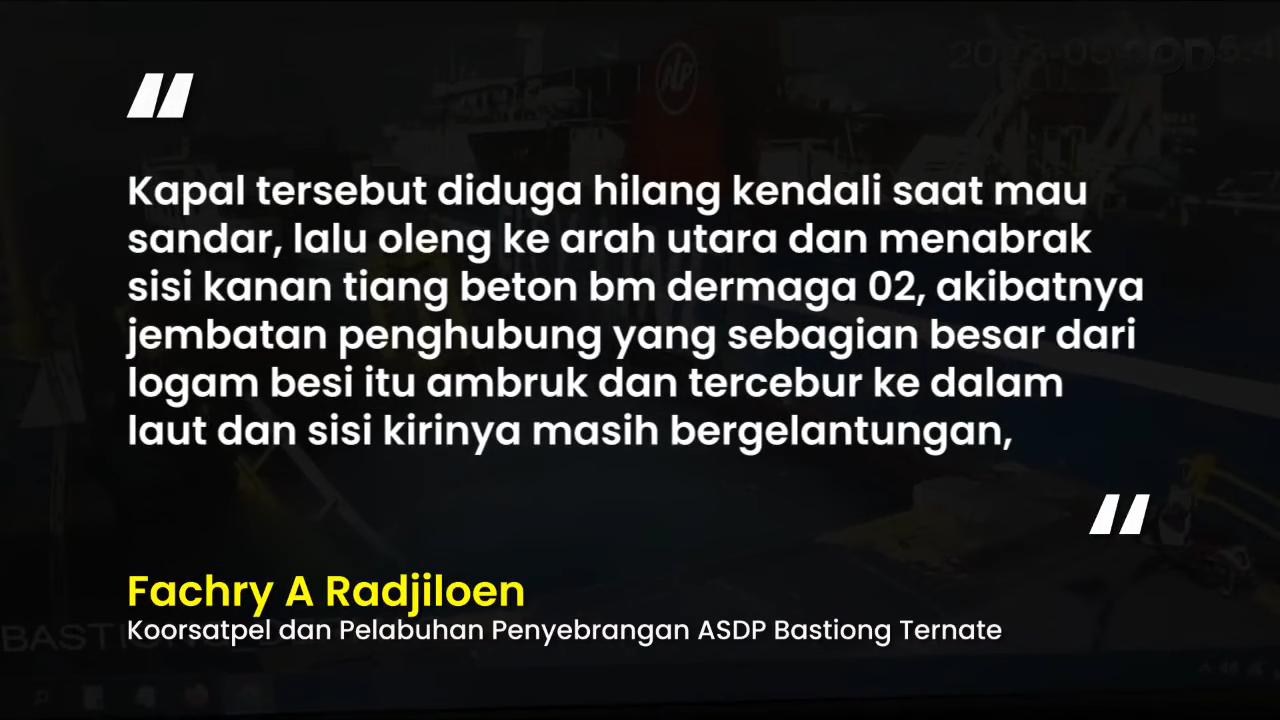 Kapal tersebut diduga hilang kendali saat mau
sandar, lalu oleng ke arah utara dan menabrak
sisi kanan tiang beton bm dermaga 02, akibatnya
jembatan penghubung yang sebagian besar dari
logam besi itu ambruk dan tercebur ke dalam
laut dan sisi kirinya masih bergelantungan,
Fachry A Radjiloen
Koorsatpel dan Pelabuhan Penyebrangan ASDP Bastiong Ternate